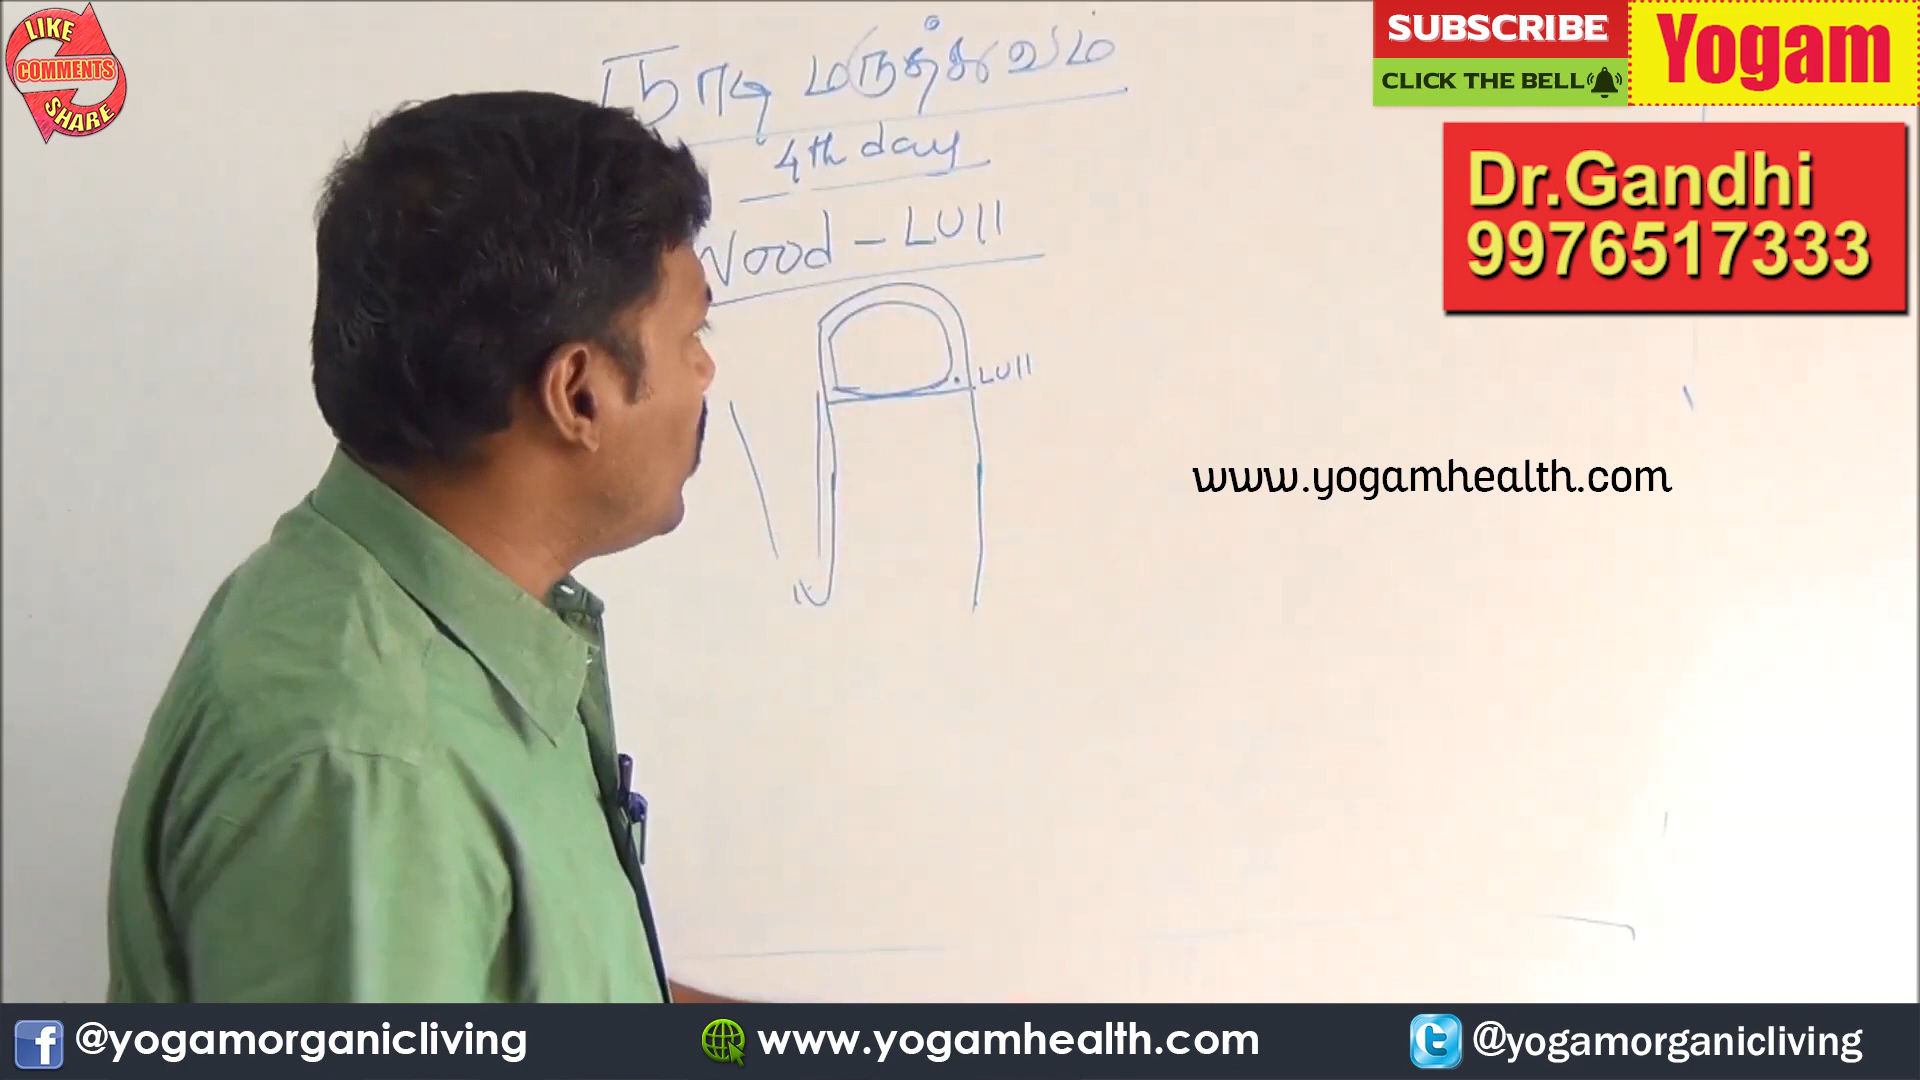 LIKE
COMMENTS
SHARE
நாடி மருத்துவம்
4th day
Wood - LU11
LU11
SUBSCRIBE
CLICK THE BELL
Yogam
Dr.Gandhi
9976517333
www.yogamhealth.com
@yogamorganicliving
www.yogamhealth.com
@yogamorganicliving